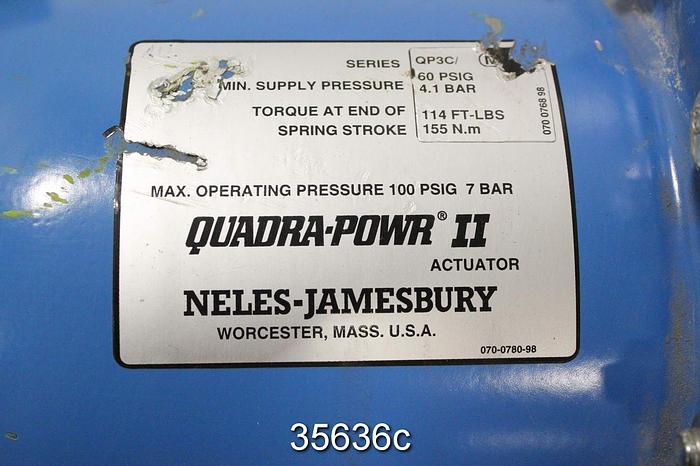 SERIES QP3C/ M
MIN. SUPPLY PRESSURE 60 PSIG
4.1 BAR
TORQUE AT END OF 114 FT-LBS
SPRING STROKE 155 N.m
070 0768 98
MAX. OPERATING PRESSURE 100 PSIG 7 BAR
QUADRA-POWR® II
ACTUATOR
NELES-JAMESBURY
WORCESTER, MASS. U.S.A.
070-0780-98
35636c